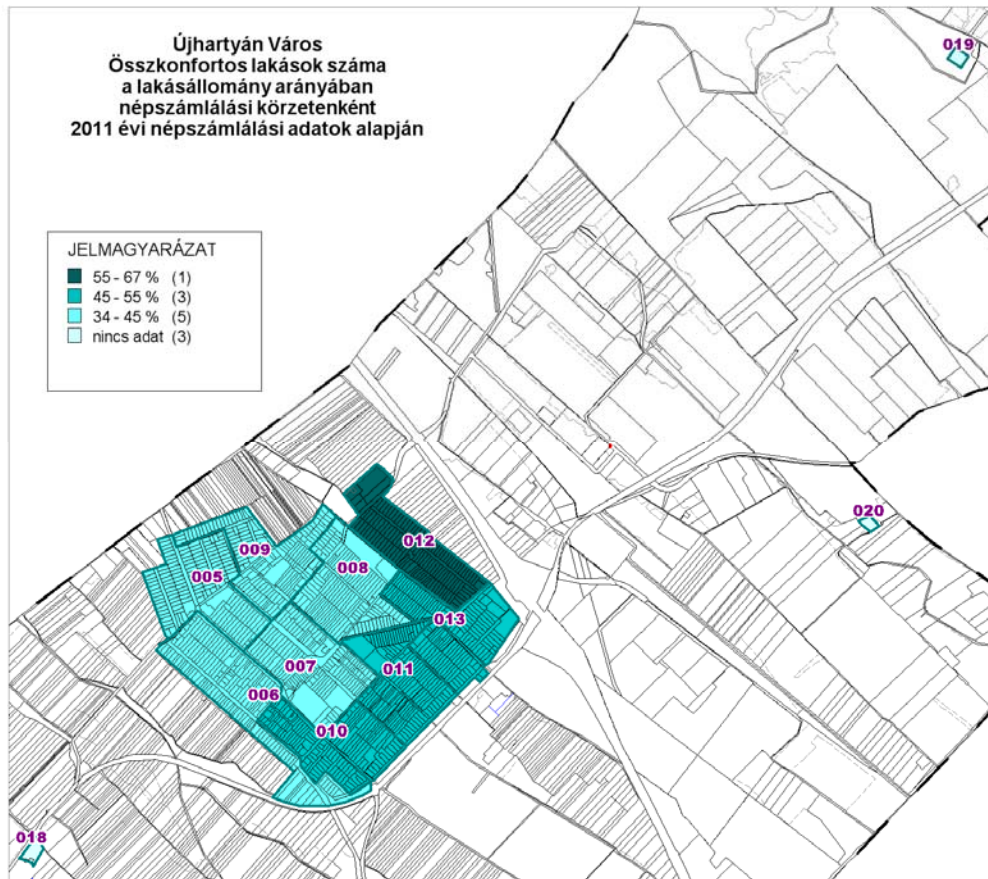 Újhartyán Város
Összkonfortos lakások száma
a lakásállomány arányában
népszámlálási körzetenként
2011 évi népszámlálási adatok alapján
JELMAGYARÁZAT
55 - 67 % (1)
45 - 55 % (3)
34 - 45 % (5)
nincs adat (3)
019
020
012
009
008
005
013
011
007
006
010
018